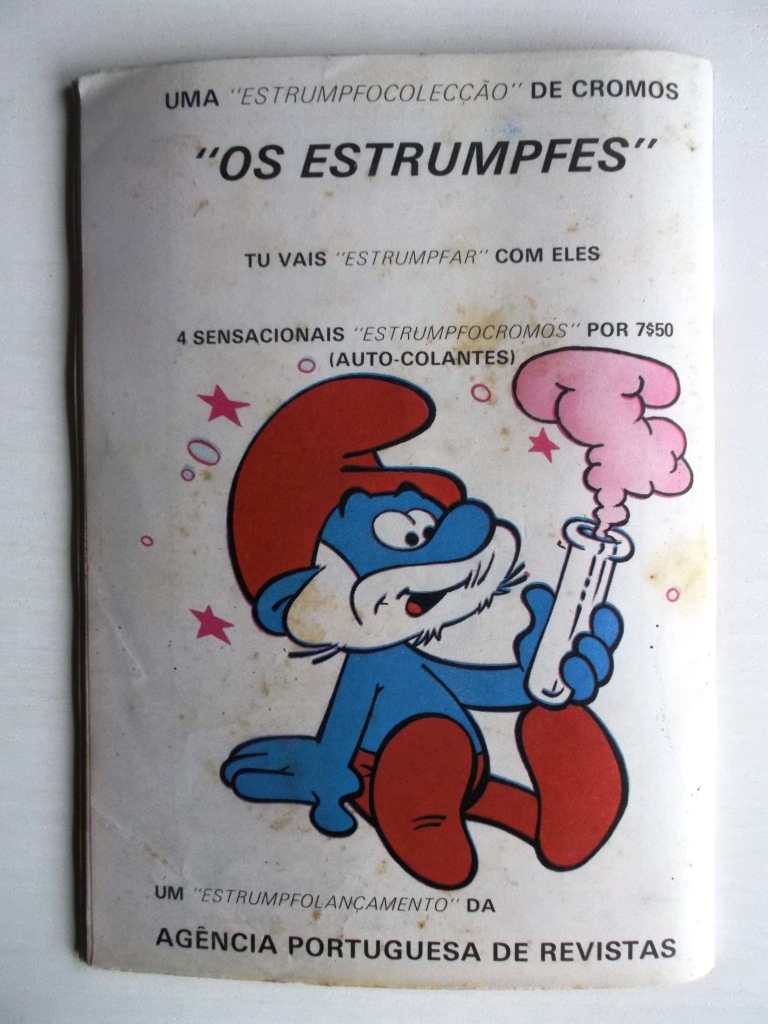 UMA "ESTRUMPFOCOLECÇÃO" DE CROMOS
"OS ESTRUMPFES"
TU VAIS "ESTRUMPFAR" COM ELES
4 SENSACIONAIS "ESTRUMPFOCROMOS" POR 7$50
(AUTO-COLANTES)
UM "ESTRUMPFOLANÇAMENTO" DA
AGÊNCIA PORTUGUESA DE REVISTAS